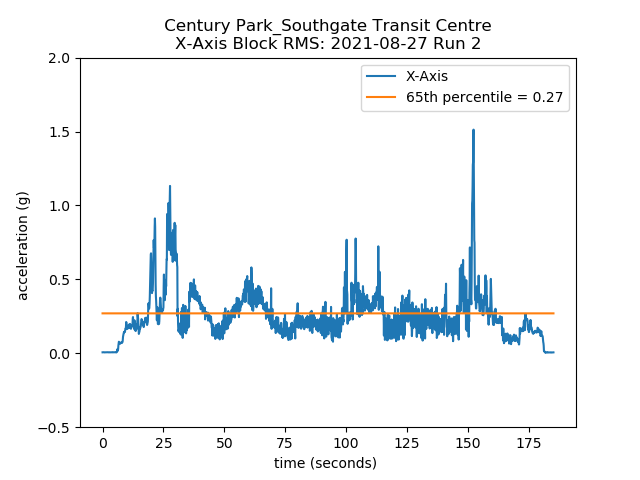 Century Park_Southgate Transit Centre
X-Axis Block RMS: 2021-08-27 Run 2
X-Axis
65th percentile = 0.27
2.0
1.5
1.0
0.5
0.0
−0.5
acceleration (g)
0 25 50 75 100 125 150 175
time (seconds)